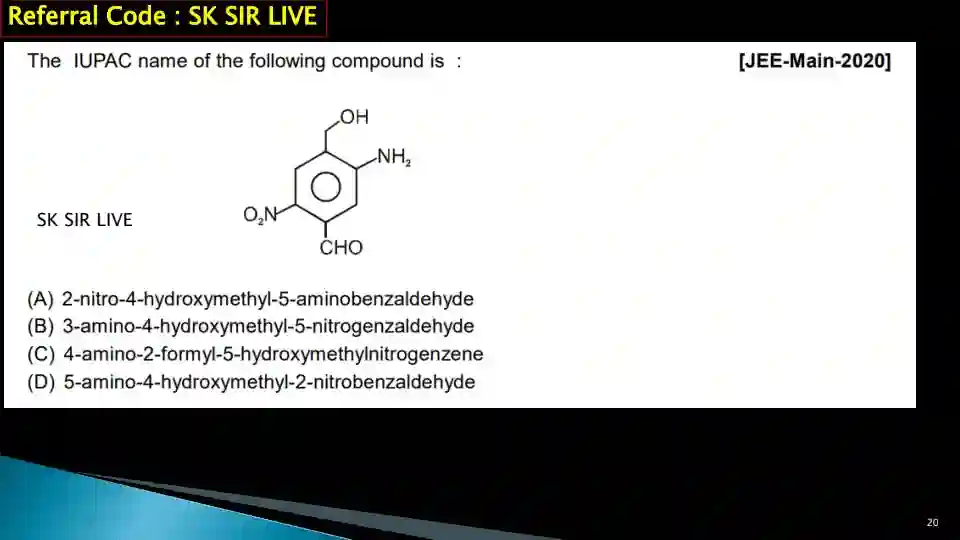 Referral Code : SK SIR LIVE
The IUPAC name of the following compound is : [JEE-Main-2020]
OH
NH₂
O₂N
SK SIR LIVE
CHO
(A) 2-nitro-4-hydroxymethyl-5-aminobenzaldehyde
(B) 3-amino-4-hydroxymethyl-5-nitrogenzaldehyde
(C) 4-amino-2-formyl-5-hydroxymethylnitrogenzene
(D) 5-amino-4-hydroxymethyl-2-nitrobenzaldehyde
20